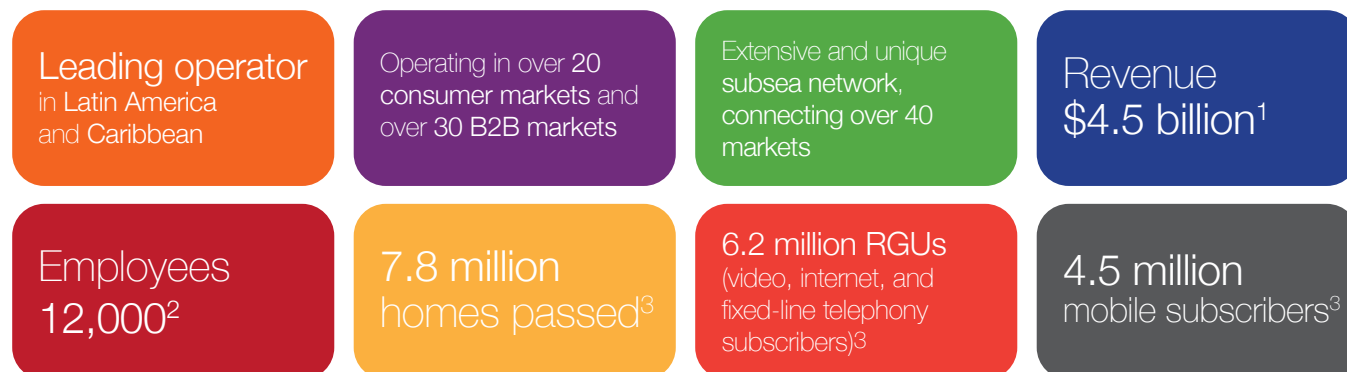 Leading operator
in Latin America
and Caribbean
Operating in over 20
consumer markets and
over 30 B2B markets
Extensive and unique
subsea network,
connecting over 40
markets
Revenue
$4.5 billion¹
Employees
12,000²
7.8 million
homes passed³
6.2 million RGUs
(video, internet, and
fixed-line telephony
subscribers)³
4.5 million
mobile subscribers³